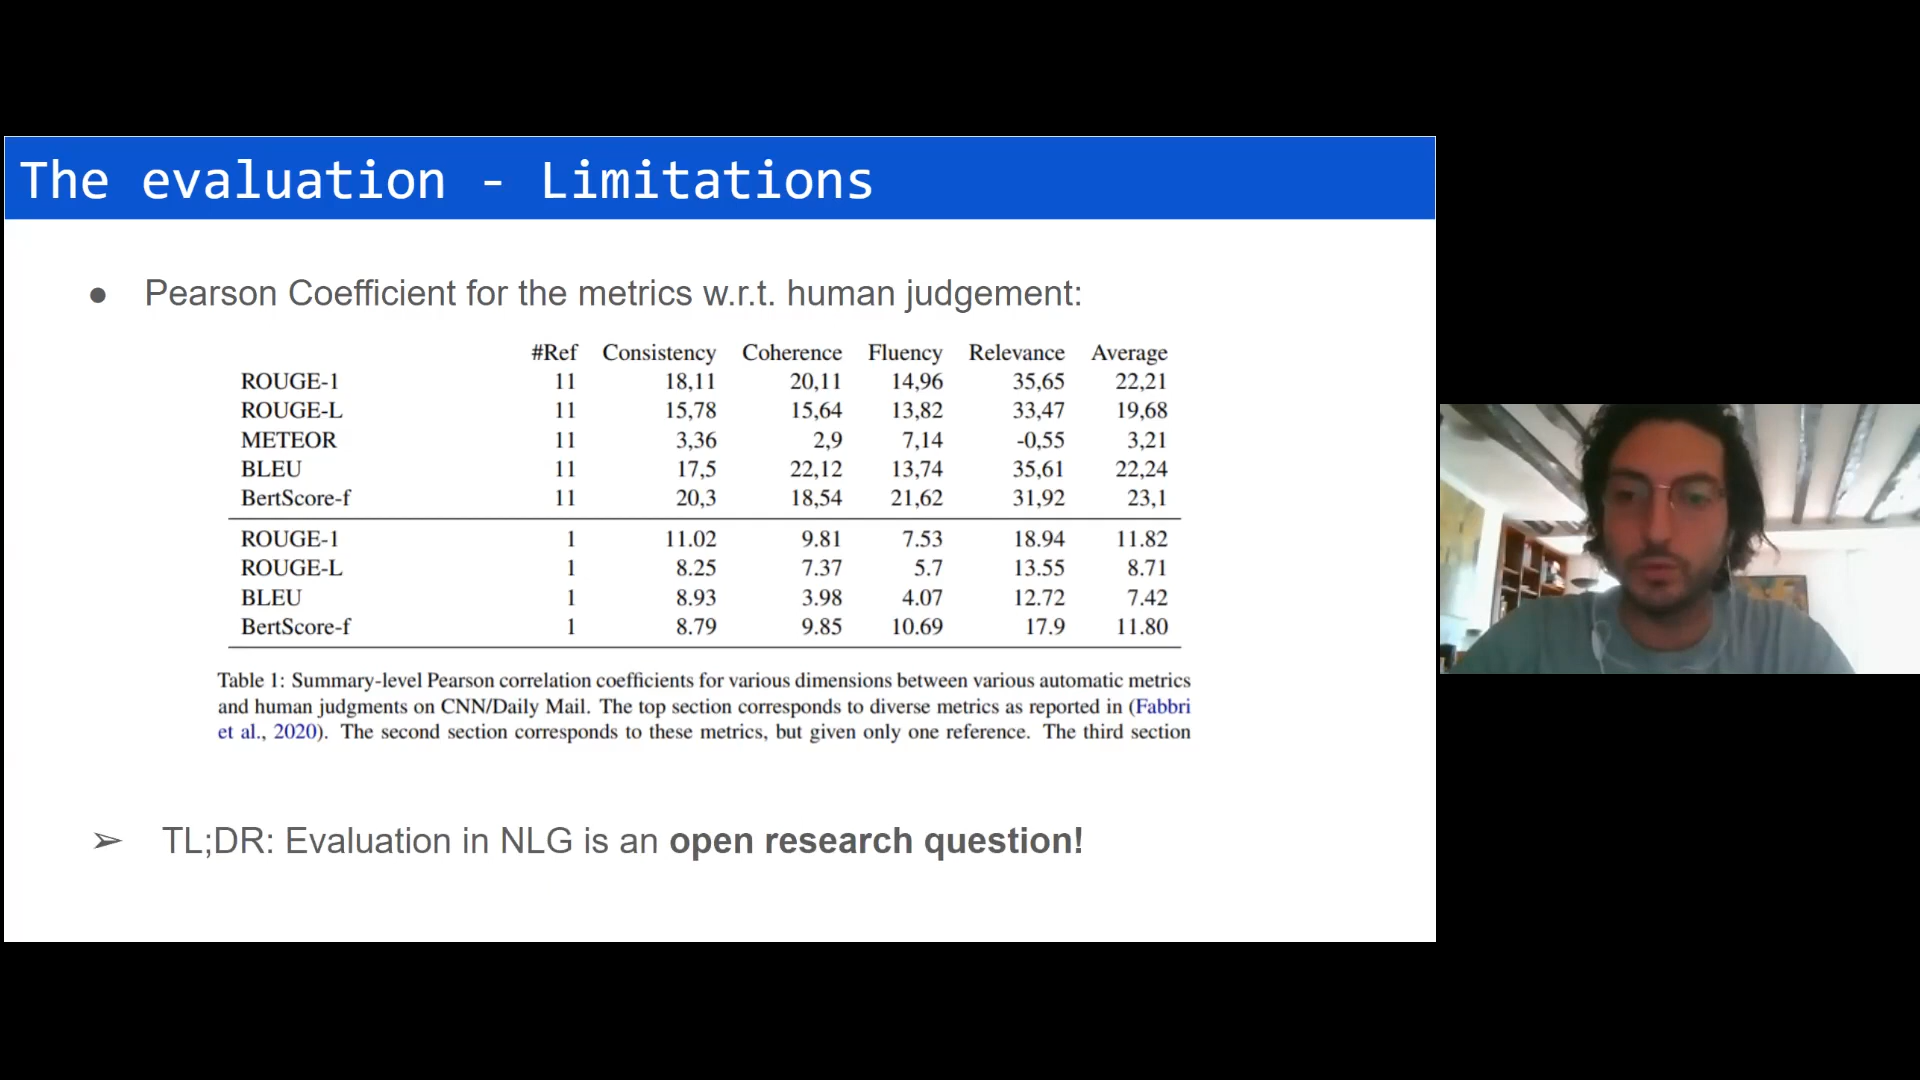 The evaluation - Limitations
● Pearson Coefficient for the metrics w.r.t. human judgement:
#Ref Consistency Coherence Fluency Relevance Average
ROUGE-1 11 18,11 20,11 14,96 35,65 22,21
ROUGE-L 11 15,78 15,64 13,82 33,47 19,68
METEOR 11 3,36 2,9 7,14 -0,55 3,21
BLEU 11 17,5 22,12 13,74 35,61 22,24
BertScore-f 11 20,3 18,54 21,62 31,92 23,1
ROUGE-1 1 11.02 9.81 7.53 18.94 11.82
ROUGE-L 1 8.25 7.37 5.7 13.55 8.71
BLEU 1 8.93 3.98 4.07 12.72 7.42
BertScore-f 1 8.79 9.85 10.69 17.9 11.80
Table 1: Summary-level Pearson correlation coefficients for various dimensions between various automatic metrics
and human judgments on CNN/Daily Mail. The top section corresponds to diverse metrics as reported in (Fabbri
et al., 2020). The second section corresponds to these metrics, but given only one reference. The third section
➢ TL;DR: Evaluation in NLG is an open research question!